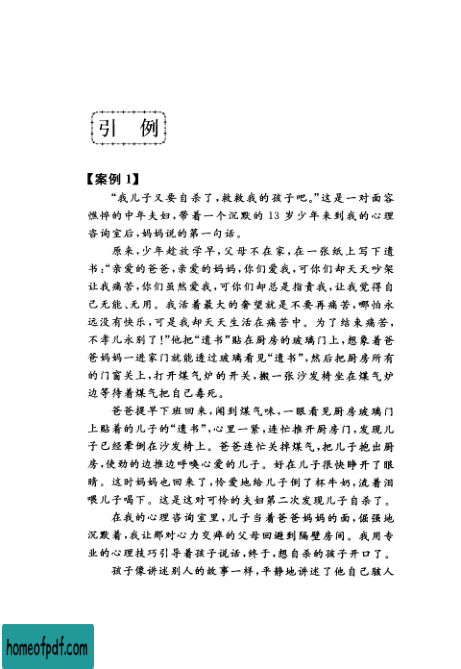 引 例
【案例1】
“我儿子又要自杀了，救救我的孩子吧。”这是一对面容
憔悴的中年夫妇，带着一个沉默的 13 岁少年来到我的心理
咨询室后，妈妈说的第一句话。
原来，少年趁放学早，父母不在家，在一张纸上写下遗
书：“亲爱的爸爸，亲爱的妈妈，你们爱我，可你们却天天吵架
让我痛苦，你们虽然爱我，可你们却总是指责我，让我觉得自
己无能、无用。我活着最大的奢望就是不要再痛苦，哪怕永
远没有快乐，可是我却天天生活在痛苦中。为了结束痛苦，
不孝儿永别了！”他把“遗书”贴在厨房的玻璃门上，想象着爸
爸妈妈一进家门就能透过玻璃看见“遗书”，然后把厨房所有
的门窗关上，打开煤气炉的开关，搬一张沙发椅坐在煤气炉
边等待着煤气把自己毒死。
爸爸提早下班回来，闻到煤气味，一眼看见厨房玻璃门
上贴着的儿子的“遗书”，心里一紧，连忙推开厨房门，发现儿
子已经晕倒在沙发椅上。爸爸连忙关掉煤气，把儿子抱出厨
房，使劲的边推边呼唤心爱的儿子。好在儿子很快睁开了眼
睛。这时妈妈也回来了，怜爱地给儿子倒了杯牛奶，流着泪
喂儿子喝下。这是这对可怜的夫妻第二次发现儿子自杀了。
在我的心理咨询室里，儿子当着爸爸妈妈的面，倔强地
沉默着，我让那对心力交瘁的父母回避到隔壁房间。我用专
业的心理技巧引导着孩子说话，终于，想自杀的孩子开口了。
孩子像讲述别人的故事一样，平静地讲述了他自己骇人
homeofpdf.com